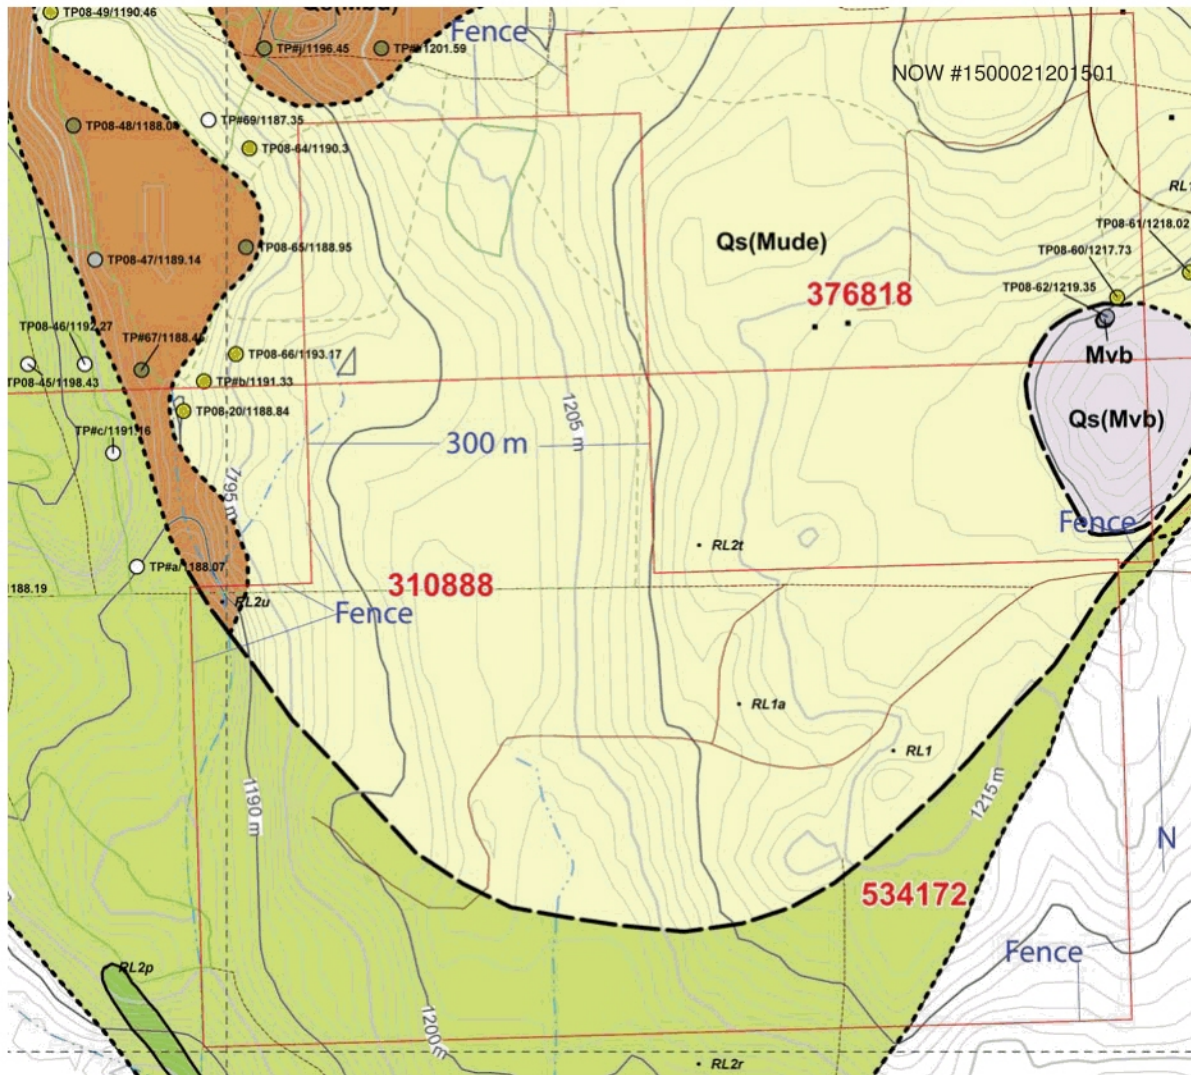 TP08-49/1190.46
Qs(Mbd)
Fence
TP#j/1196.45
1201.59
NOW #1500021201501
TP#69/1187.35
TP08-48/1188.0
TP08-64/1190.3
RL1
TP08-61/1218.02
Qs(Mude)
TP08-65/1188.95
TP08-60/1217.73
TP08-47/1189.14
TP08-62/1219.35
376818
TP08-46/1192.27
TP#67/1188.45
TP08-66/1193.17
Mvb
TP08-45/1198.43
TP#b/1191.33
TP08-20/1188.84
1205 m
Qs(Mvb)
TP#c/1191.16
300 m
1195 m
Fence
RL2t
TP#a/1188.07
188.19
310888
RL2u
Fence
RL1a
RL1
1190 m
1215 m
N
534172
Fence
RL2p
1200 m
RL2r